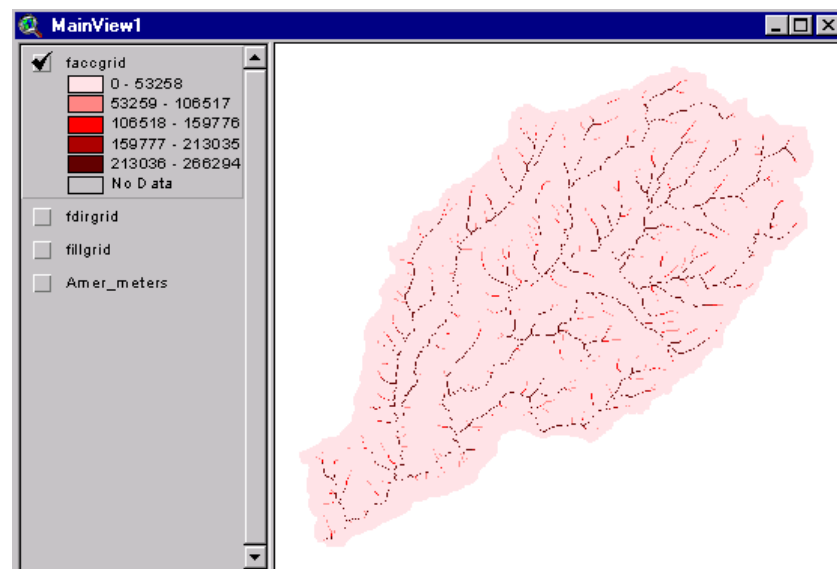 MainView1
faccgrid
0 - 53258
53259 - 106517
106518 - 159776
159777 - 213035
213036 - 266294
No Data
fdirgrid
fillgrid
Amer_meters